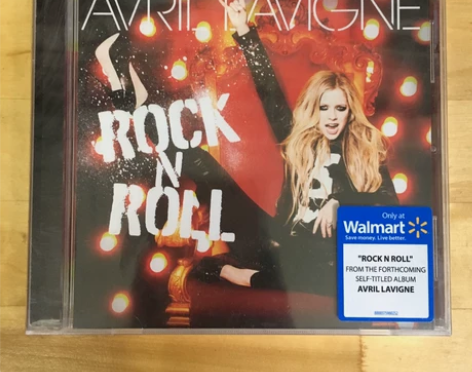 AVRIL LAVIGNE
ROCK
N
ROLL
Only at
Walmart
Save money. Live better.
"ROCK N ROLL"
FROM THE FORTHCOMING
SELF-TITLED ALBUM
AVRIL LAVIGNE